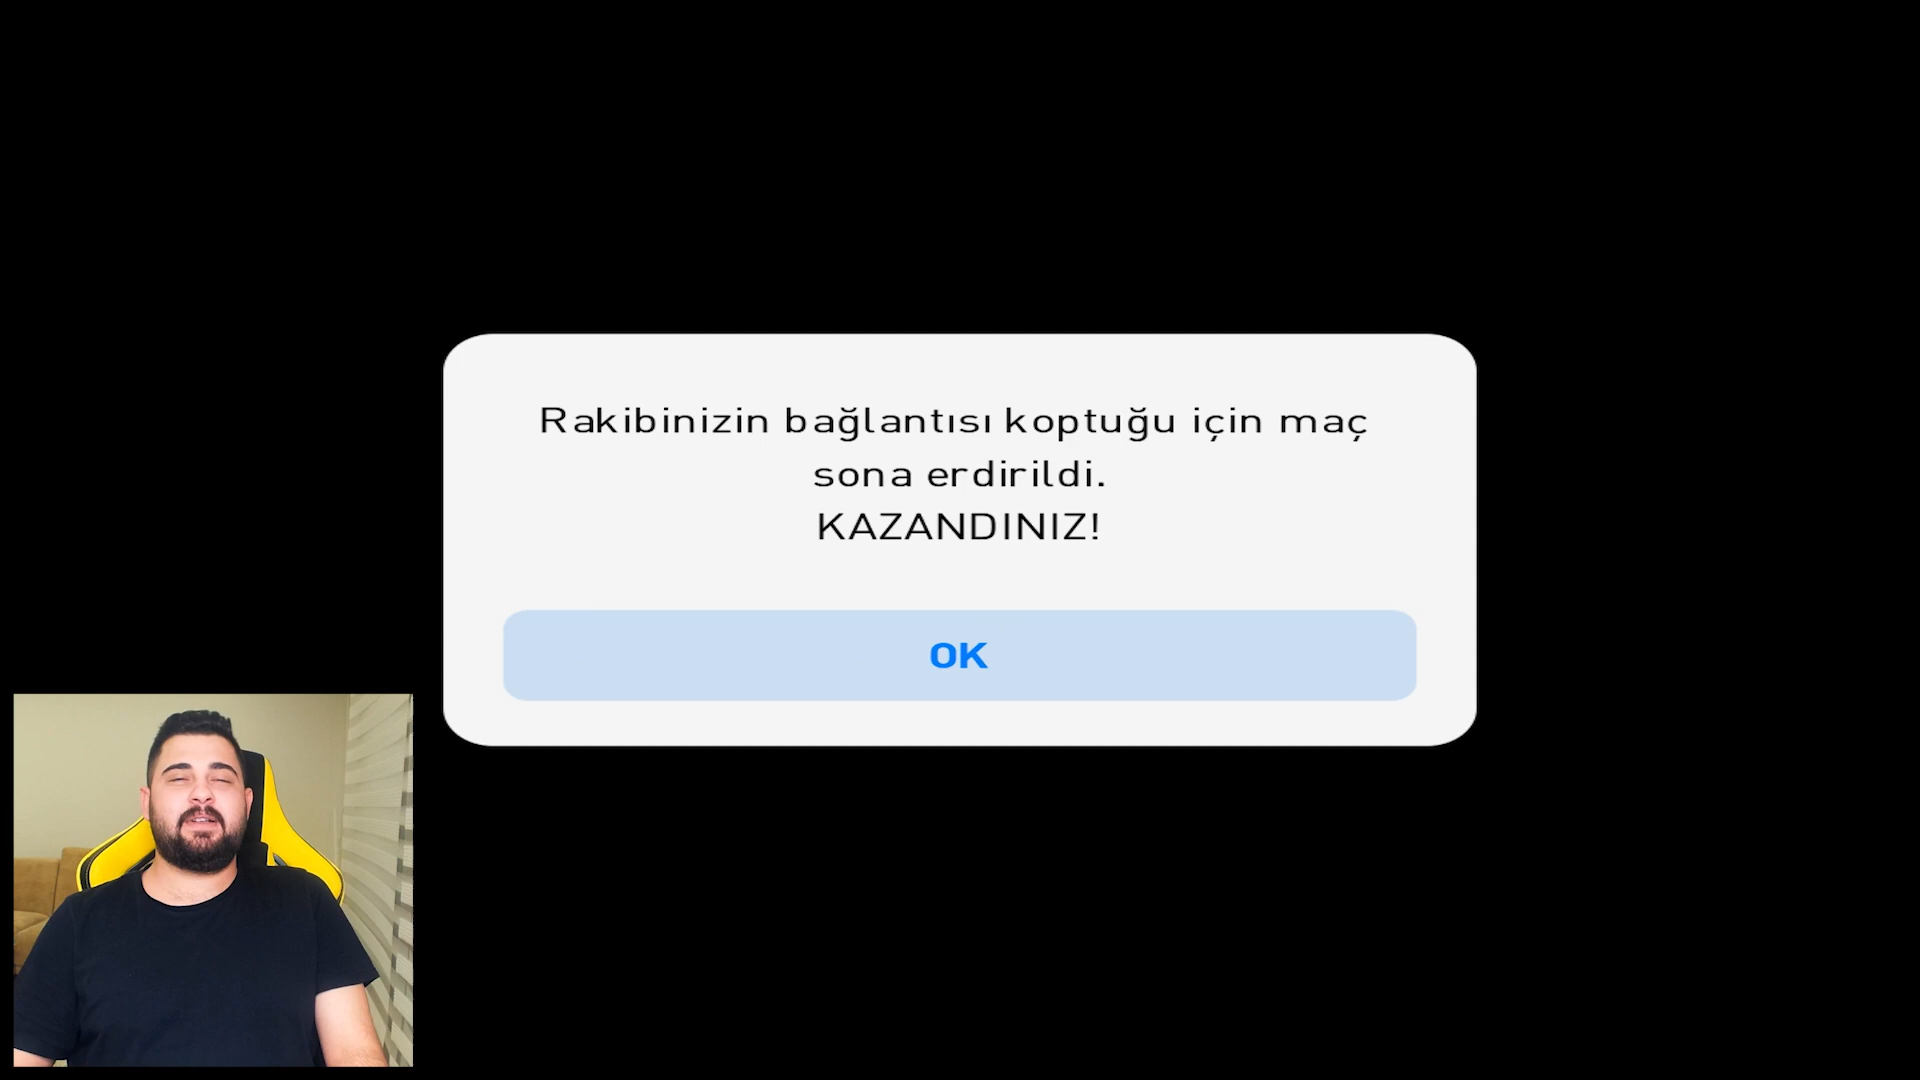 Rakibinizin bağlantısı koptuğu için maç
sona erdirildi.
KAZANDINIZ!
OK